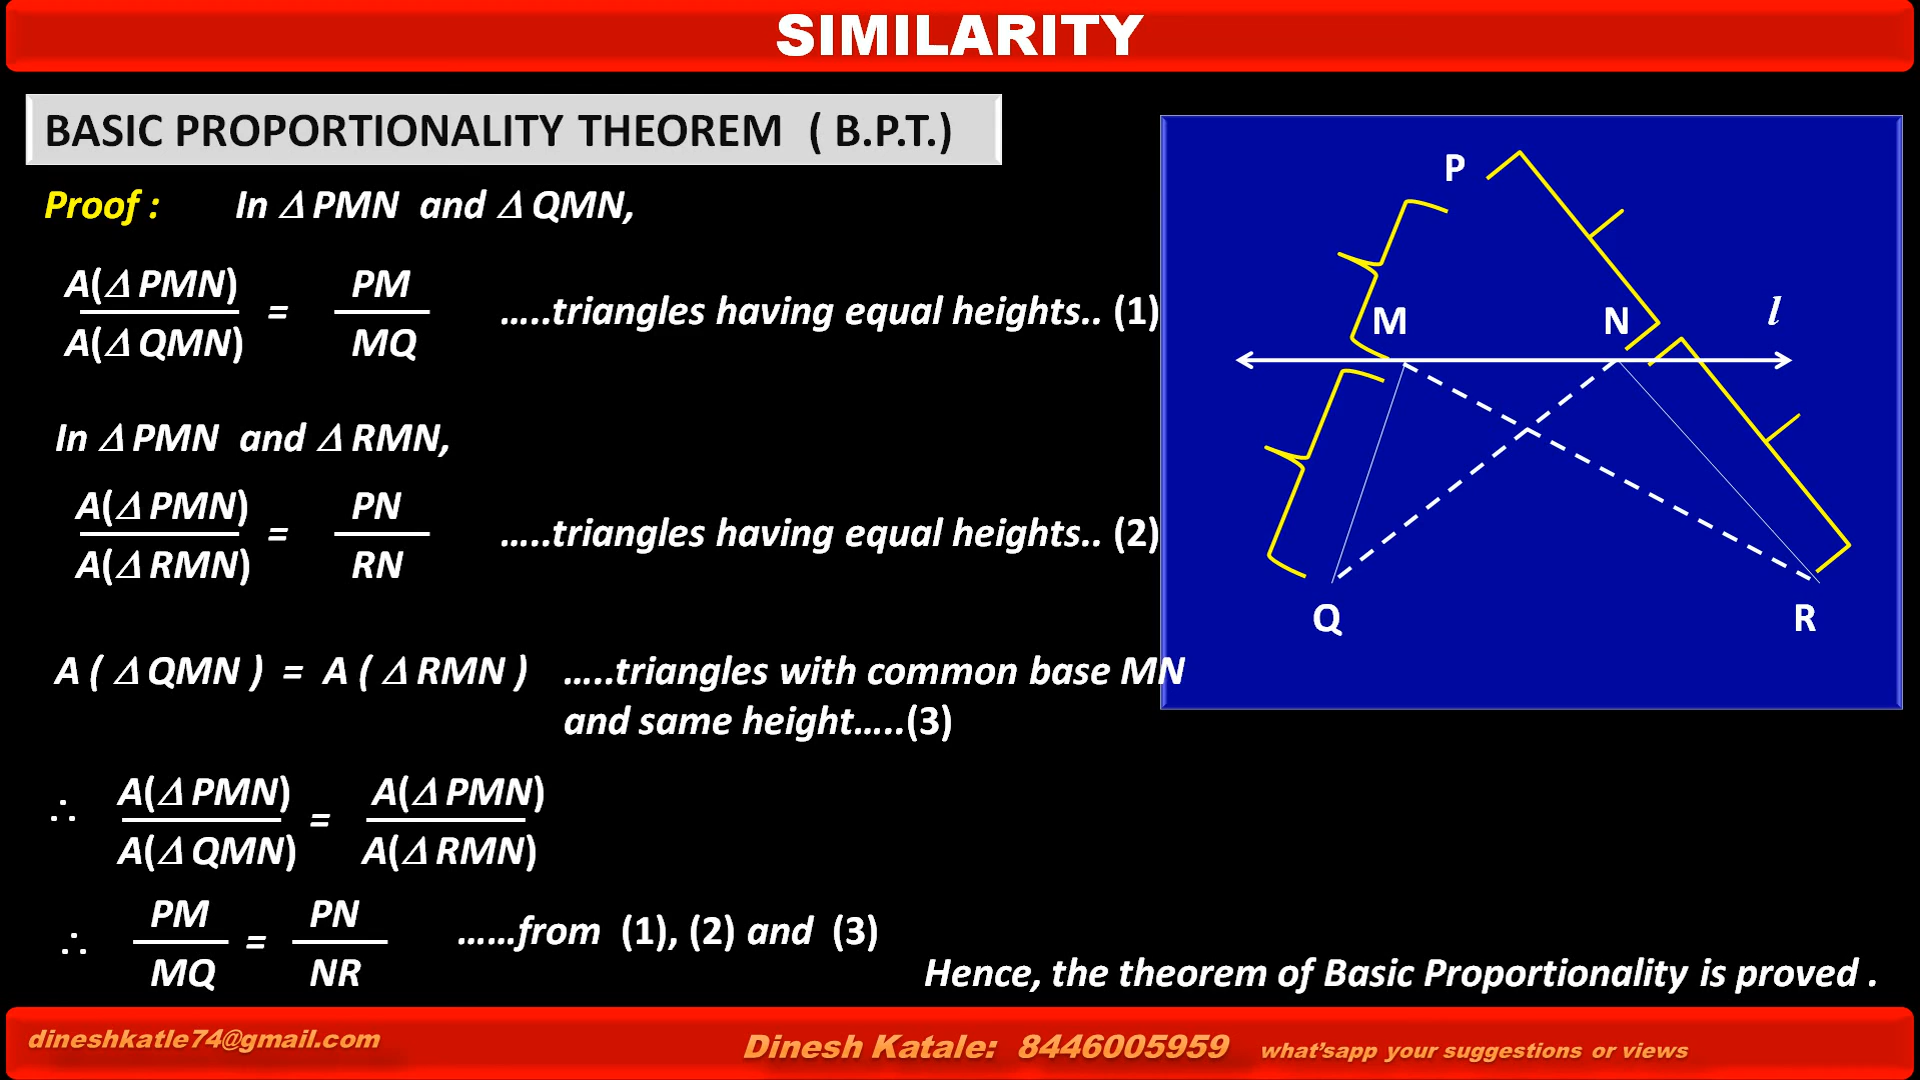 SIMILARITY
BASIC PROPORTIONALITY THEOREM ( B.P.T.)
Proof : In Δ PMN and Δ QMN,
A(Δ PMN) / A(Δ QMN) = PM / MQ …..triangles having equal heights.. (1)
In Δ PMN and Δ RMN,
A(Δ PMN) / A(Δ RMN) = PN / RN …..triangles having equal heights.. (2)
A ( Δ QMN ) = A ( Δ RMN ) …..triangles with common base MN
and same height…..(3)
∴ A(Δ PMN) / A(Δ QMN) = A(Δ PMN) / A(Δ RMN)
∴ PM / MQ = PN / NR ……from (1), (2) and (3)
Hence, the theorem of Basic Proportionality is proved .
P
M
N
l
Q
R
dineshkatle74@gmail.com
Dinesh Katale: 8446005959 what’sapp your suggestions or views